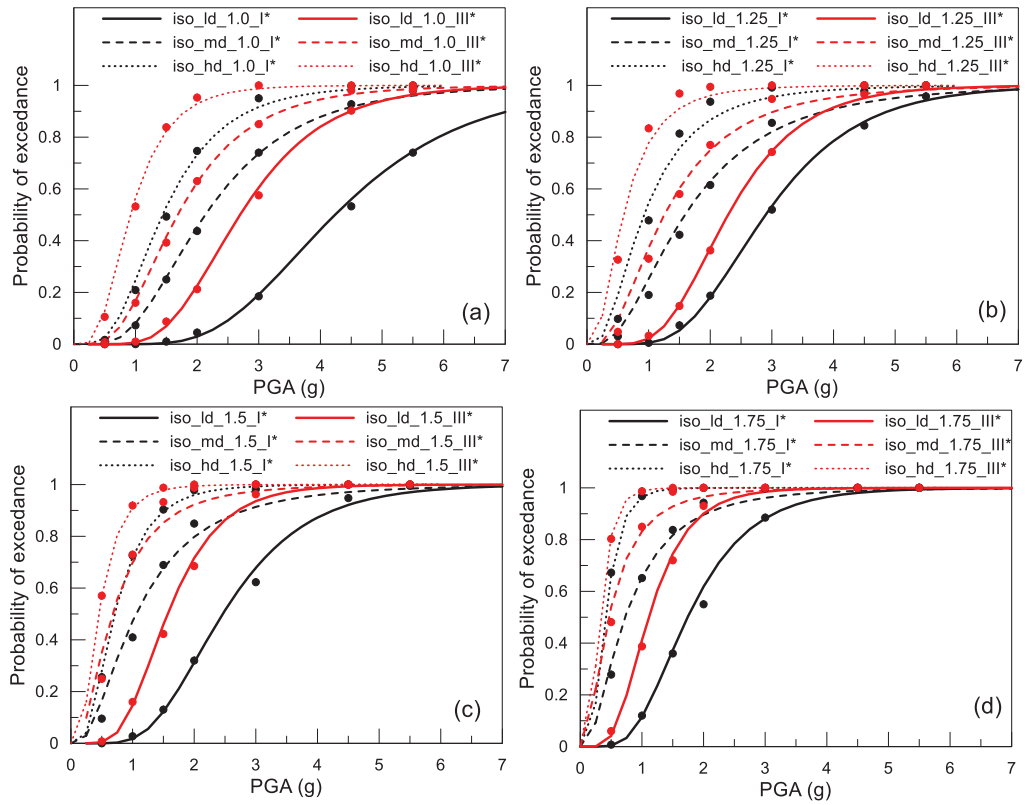 iso_ld_1.0_I* iso_ld_1.0_III*
iso_md_1.0_I* iso_md_1.0_III*
iso_hd_1.0_I* iso_hd_1.0_III*
Probability of excedance
1
0.8
0.6
0.4
0.2
0
(a)
0 1 2 3 4 5 6 7
PGA (g)
iso_ld_1.25_I* iso_ld_1.25_III*
iso_md_1.25_I* iso_md_1.25_III*
iso_hd_1.25_I* iso_hd_1.25_III*
Probability of excedance
1
0.8
0.6
0.4
0.2
0
(b)
0 1 2 3 4 5 6 7
PGA (g)
iso_ld_1.5_I* iso_ld_1.5_III*
iso_md_1.5_I* iso_md_1.5_III*
iso_hd_1.5_I* iso_hd_1.5_III*
Probability of excedance
1
0.8
0.6
0.4
0.2
0
(c)
0 1 2 3 4 5 6 7
PGA (g)
iso_ld_1.75_I* iso_ld_1.75_III*
iso_md_1.75_I* iso_md_1.75_III*
iso_hd_1.75_I* iso_hd_1.75_III*
Probability of excedance
1
0.8
0.6
0.4
0.2
0
(d)
0 1 2 3 4 5 6 7
PGA (g)